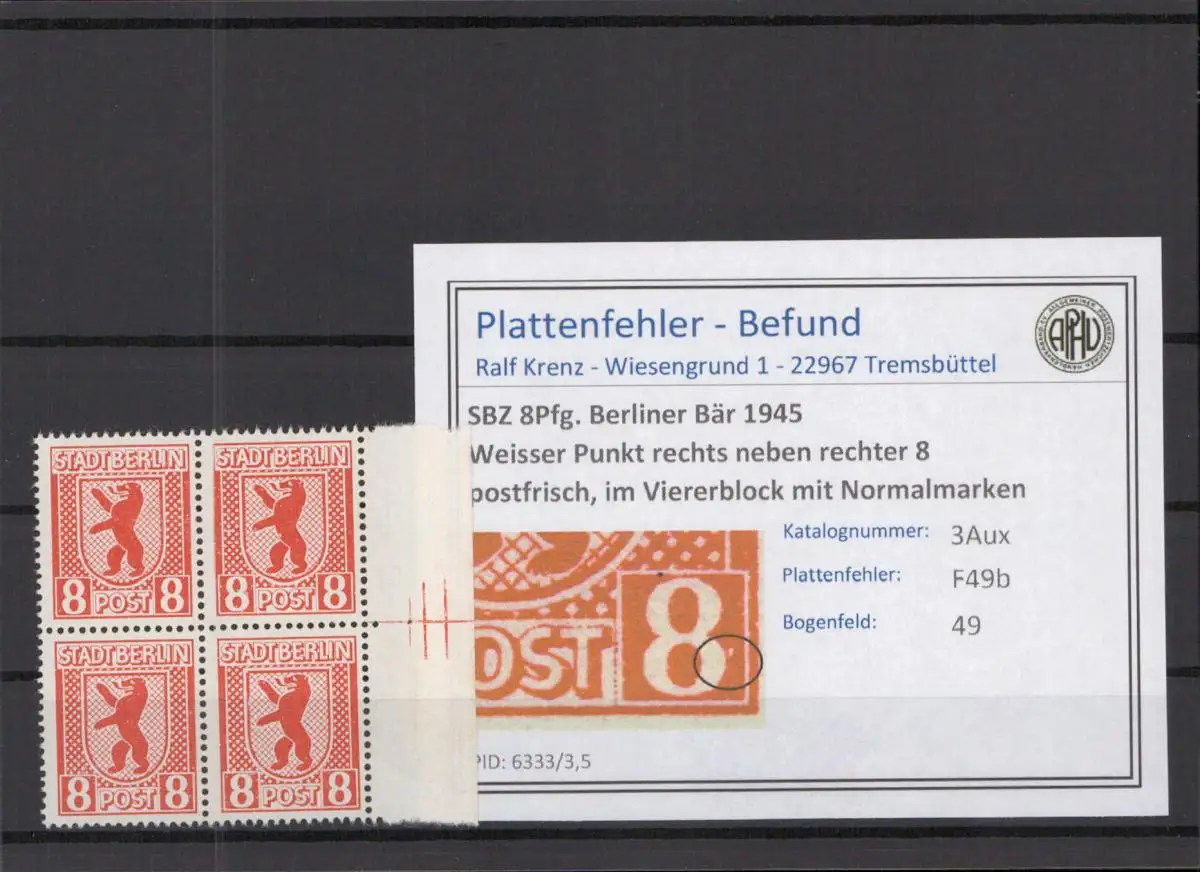 STADT BERLIN
8 POST 8
STADT BERLIN
8 POST 8
STADT BERLIN
8 POST 8
STADT BERLIN
8 POST 8
Plattenfehler - Befund
Ralf Krenz - Wiesengrund 1 - 22967 Tremsbüttel
APHV
SBZ 8Pfg. Berliner Bär 1945
Weisser Punkt rechts neben rechter 8
postfrisch, im Viererblock mit Normalmarken
OST 8
Katalognummer: 3Aux
Plattenfehler: F49b
Bogenfeld: 49
PID: 6333/3,5